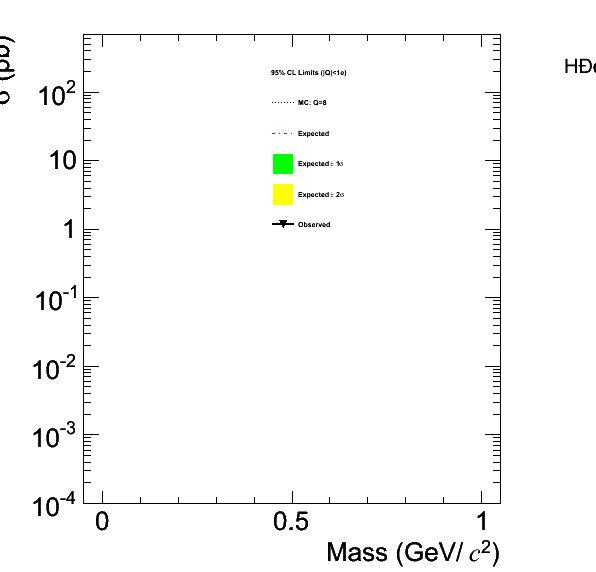 σ (pb)
95% CL Limits (|Q|<1e)
MC: Q=8
Expected
Expected ± 1σ
Expected ± 2σ
Observed
10²
10
1
10⁻¹
10⁻²
10⁻³
10⁻⁴
0 0.5 1
Mass (GeV/ c²)